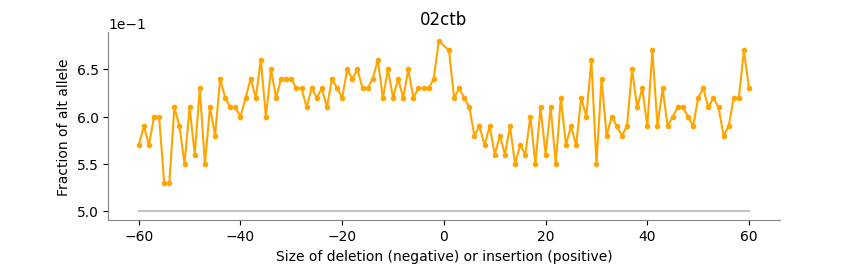 02ctb
1e−1
Fraction of alt allele
6.5
6.0
5.5
5.0
−60 −40 −20 0 20 40 60
Size of deletion (negative) or insertion (positive)